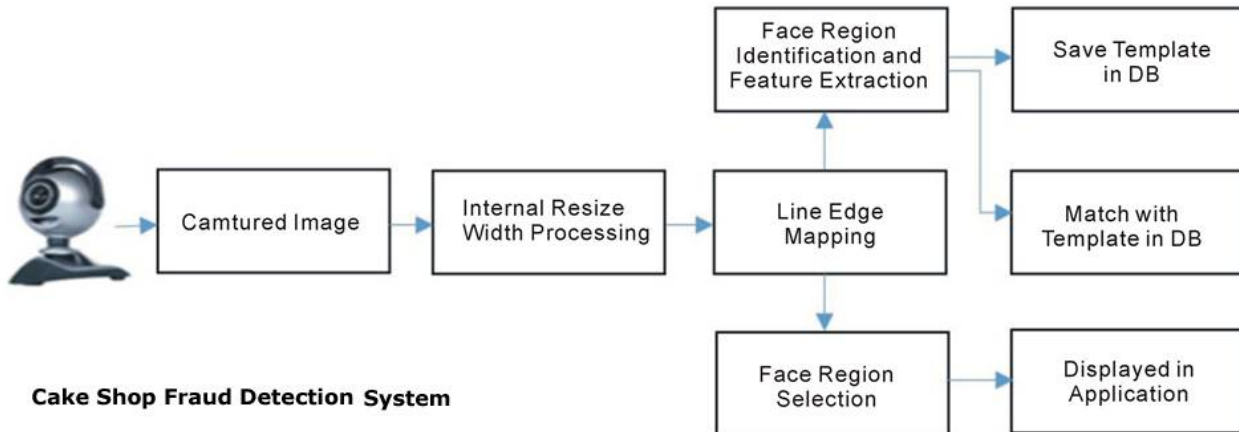 Face Region
Identification and
Feature Extraction
Save Template
in DB
Camtured Image
Internal Resize
Width Processing
Line Edge
Mapping
Match with
Template in DB
Face Region
Selection
Displayed in
Application
Cake Shop Fraud Detection System